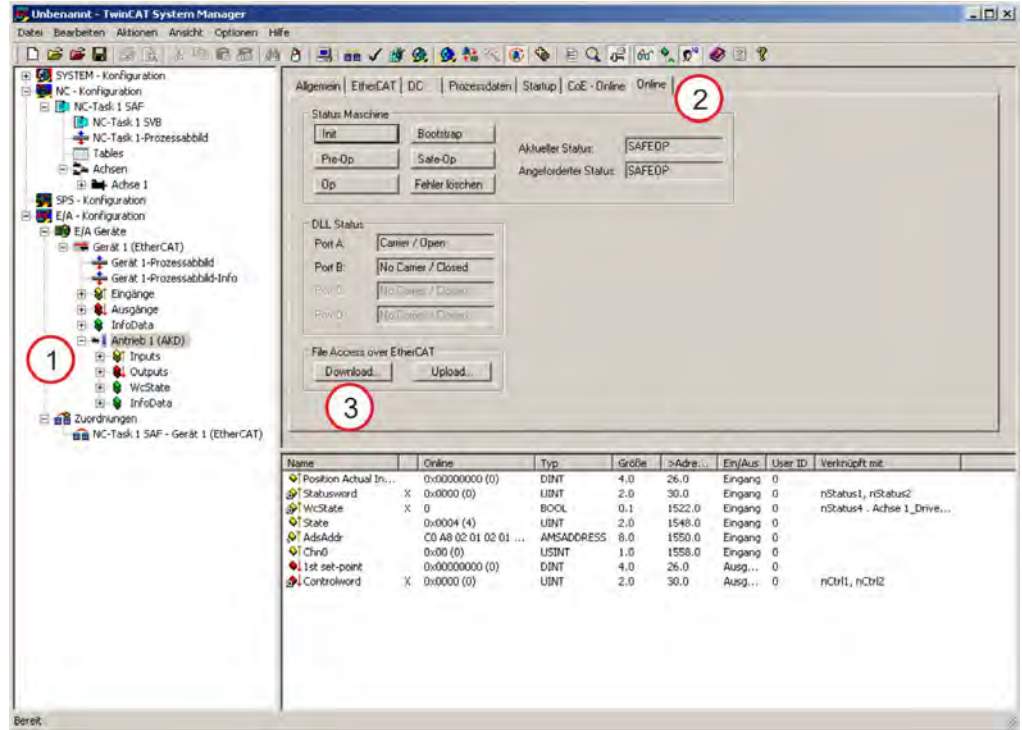 Unbenannt - TwinCAT System Manager
Datei Bearbeiten Aktionen Ansicht Optionen Hilfe
SYSTEM - Konfiguration
NC - Konfiguration
NC-Task 1 SAF
NC-Task 1 SVB
NC-Task 1-Prozessabbild
Tables
Achsen
Achse 1
SPS - Konfiguration
E/A - Konfiguration
E/A Geräte
Gerät 1 (EtherCAT)
Gerät 1-Prozessabbild
Gerät 1-Prozessabbild-Info
Eingänge
Ausgänge
InfoData
Antrieb 1 (AKD)
Inputs
Outputs
WcState
InfoData
Zuordnungen
NC-Task 1 SAF - Gerät 1 (EtherCAT)
1
Allgemein EtherCAT DC Prozessdaten Startup CoE - Online Online
2
Status Maschine
Init Bootstrap
Pre-Op Safe-Op
Op Fehler löschen
Aktueller Status: SAFEOP
Angeforderter Status: SAFEOP
DLL Status
Port A: Carrier / Open
Port B: No Carrier / Closed
No Carrier / Closed
No Carrier / Closed
File Access over EtherCAT
Download... Upload...
3
Name Online Typ Größe >Adre... Ein/Aus User ID Verknüpft mit
Position Actual In... 0x00000000 (0) DINT 4.0 26.0 Eingang 0
Statusword X 0x0000 (0) UINT 2.0 30.0 Eingang 0 nStatus1, nStatus2
WcState X 0 BOOL 0.1 1522.0 Eingang 0 nStatus4 . Achse 1_Drive...
State 0x0004 (4) UINT 2.0 1548.0 Eingang 0
AdsAddr C0 A8 02 01 02 01 ... AMSADDRESS 8.0 1550.0 Eingang 0
Chn0 0x00 (0) USINT 1.0 1558.0 Eingang 0
1st set-point 0x00000000 (0) DINT 4.0 26.0 Ausg... 0
Controlword X 0x0000 (0) UINT 2.0 30.0 Ausg... 0 nCtrl1, nCtrl2
Bereit